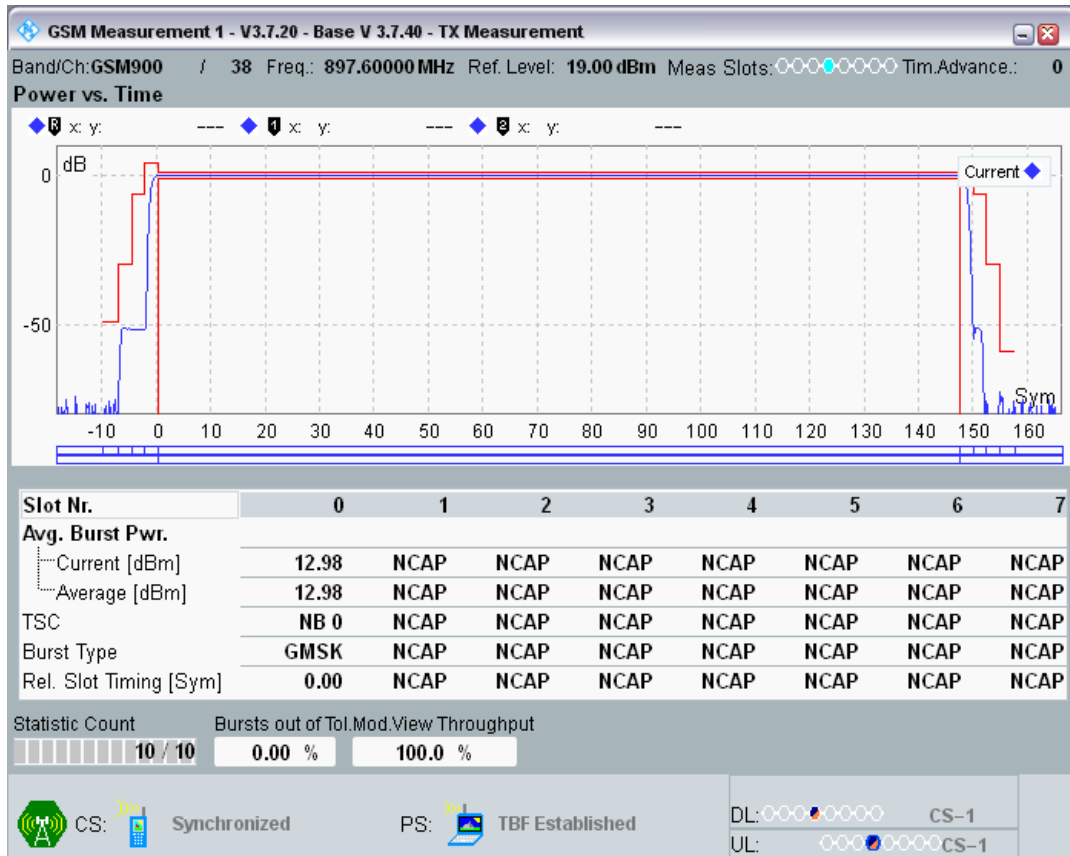 GSM Measurement 1 - V3.7.20 - Base V 3.7.40 - TX Measurement
Band/Ch:GSM900 / 38 Freq.: 897.60000 MHz Ref. Level: 19.00 dBm Meas Slots: Tim.Advance.: 0
Power vs. Time
R x: y: --- 1 x: y: --- 2 x: y: ---
dB
Current
0
-50
Sym
-10 0 10 20 30 40 50 60 70 80 90 100 110 120 130 140 150 160
Slot Nr. 0 1 2 3 4 5 6 7
Avg. Burst Pwr.
Current [dBm] 12.98 NCAP NCAP NCAP NCAP NCAP NCAP NCAP
Average [dBm] 12.98 NCAP NCAP NCAP NCAP NCAP NCAP NCAP
TSC NB 0 NCAP NCAP NCAP NCAP NCAP NCAP NCAP
Burst Type GMSK NCAP NCAP NCAP NCAP NCAP NCAP NCAP
Rel. Slot Timing [Sym] 0.00 NCAP NCAP NCAP NCAP NCAP NCAP NCAP
Statistic Count Bursts out of Tol.Mod.View Throughput
10 / 10 0.00 % 100.0 %
CS: Synchronized PS: TBF Established
DL: CS-1
UL: CS-1